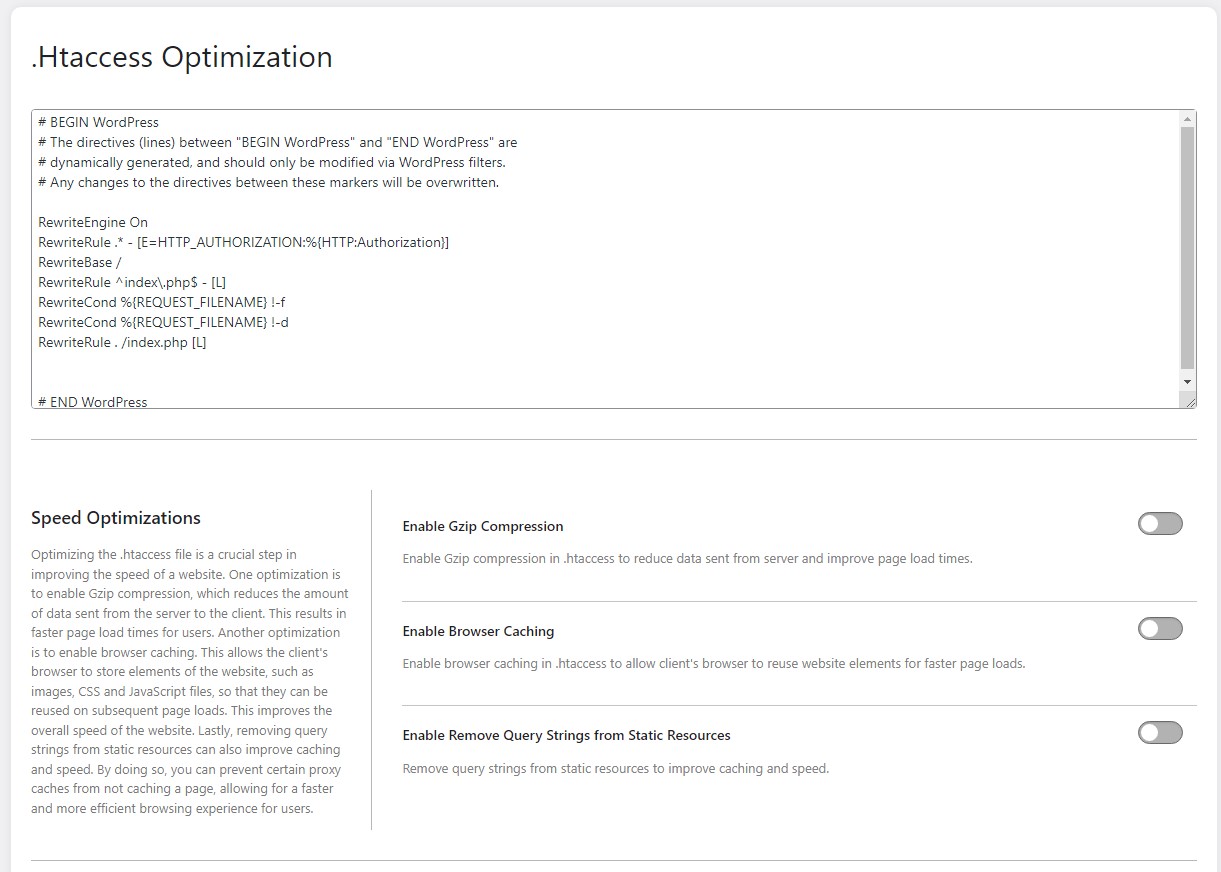 .Htaccess Optimization
# BEGIN WordPress
# The directives (lines) between "BEGIN WordPress" and "END WordPress" are
# dynamically generated, and should only be modified via WordPress filters.
# Any changes to the directives between these markers will be overwritten.
RewriteEngine On
RewriteRule .* - [E=HTTP_AUTHORIZATION:%{HTTP:Authorization}]
RewriteBase /
RewriteRule ^index\.php$ - [L]
RewriteCond %{REQUEST_FILENAME} !-f
RewriteCond %{REQUEST_FILENAME} !-d
RewriteRule . /index.php [L]
# END WordPress
Speed Optimizations
Optimizing the .htaccess file is a crucial step in
improving the speed of a website. One optimization is
to enable Gzip compression, which reduces the amount
of data sent from the server to the client. This results in
faster page load times for users. Another optimization
is to enable browser caching. This allows the client's
browser to store elements of the website, such as
images, CSS and JavaScript files, so that they can be
reused on subsequent page loads. This improves the
overall speed of the website. Lastly, removing query
strings from static resources can also improve caching
and speed. By doing so, you can prevent certain proxy
caches from not caching a page, allowing for a faster
and more efficient browsing experience for users.
Enable Gzip Compression
Enable Gzip compression in .htaccess to reduce data sent from server and improve page load times.
Enable Browser Caching
Enable browser caching in .htaccess to allow client's browser to reuse website elements for faster page loads.
Enable Remove Query Strings from Static Resources
Remove query strings from static resources to improve caching and speed.